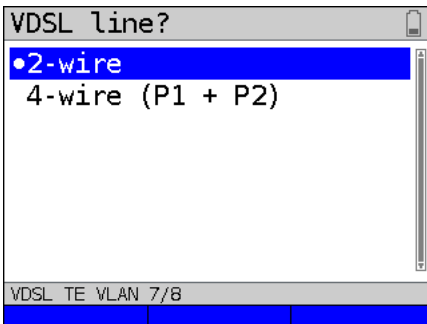 VDSL line?
•2-wire
4-wire (P1 + P2)
VDSL TE VLAN 7/8